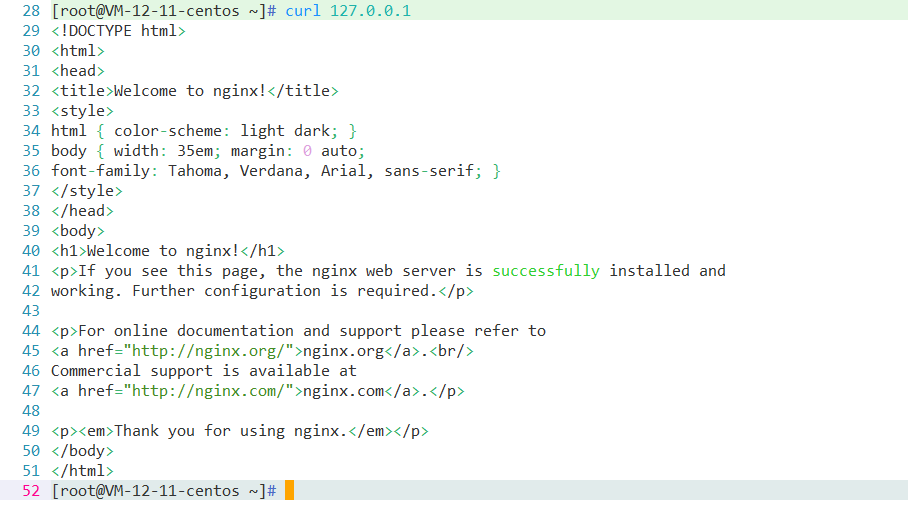 28 [root@VM-12-11-centos ~]# curl 127.0.0.1
29 <!DOCTYPE html>
30 <html>
31 <head>
32 <title>Welcome to nginx!</title>
33 <style>
34 html { color-scheme: light dark; }
35 body { width: 35em; margin: 0 auto;
36 font-family: Tahoma, Verdana, Arial, sans-serif; }
37 </style>
38 </head>
39 <body>
40 <h1>Welcome to nginx!</h1>
41 <p>If you see this page, the nginx web server is successfully installed and
42 working. Further configuration is required.</p>
43
44 <p>For online documentation and support please refer to
45 <a href="http://nginx.org/">nginx.org</a>.<br/>
46 Commercial support is available at
47 <a href="http://nginx.com/">nginx.com</a>.</p>
48
49 <p><em>Thank you for using nginx.</em></p>
50 </body>
51 </html>
52 [root@VM-12-11-centos ~]#